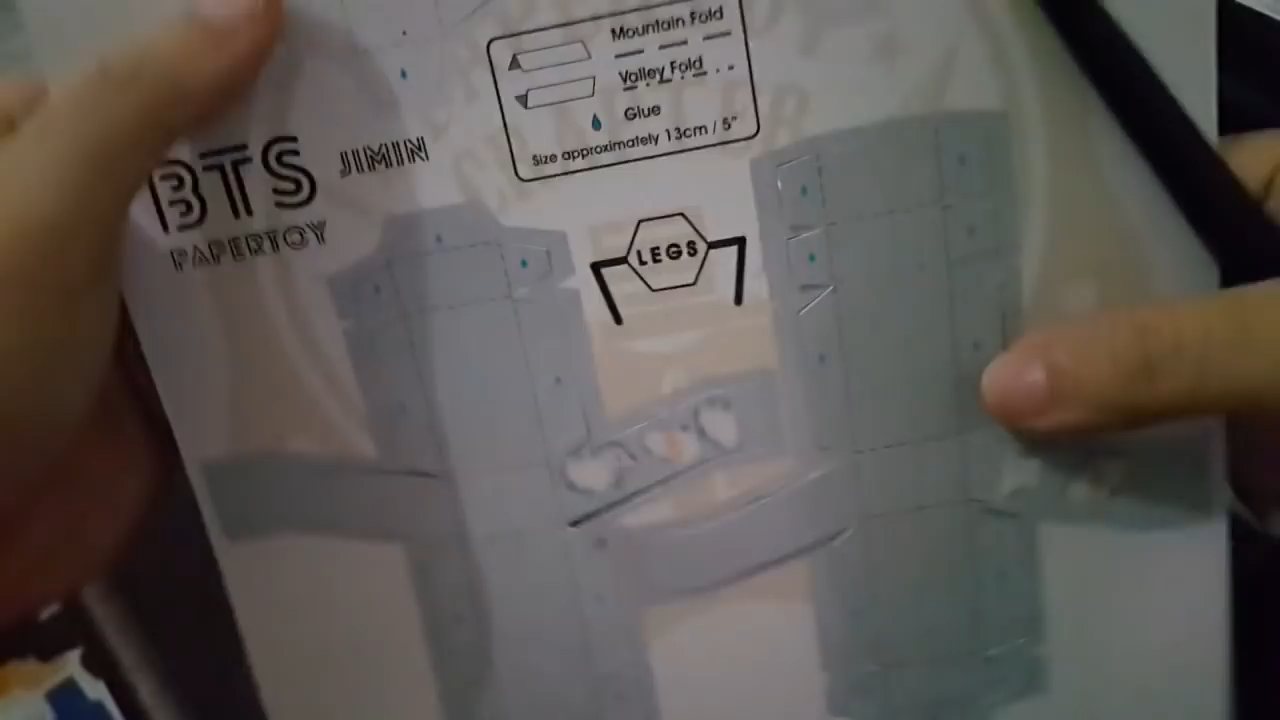 Mountain Fold
Valley Fold
Glue
Size approximately 13cm / 5"
BTS JIMIN
PAPERTOY
LEGS